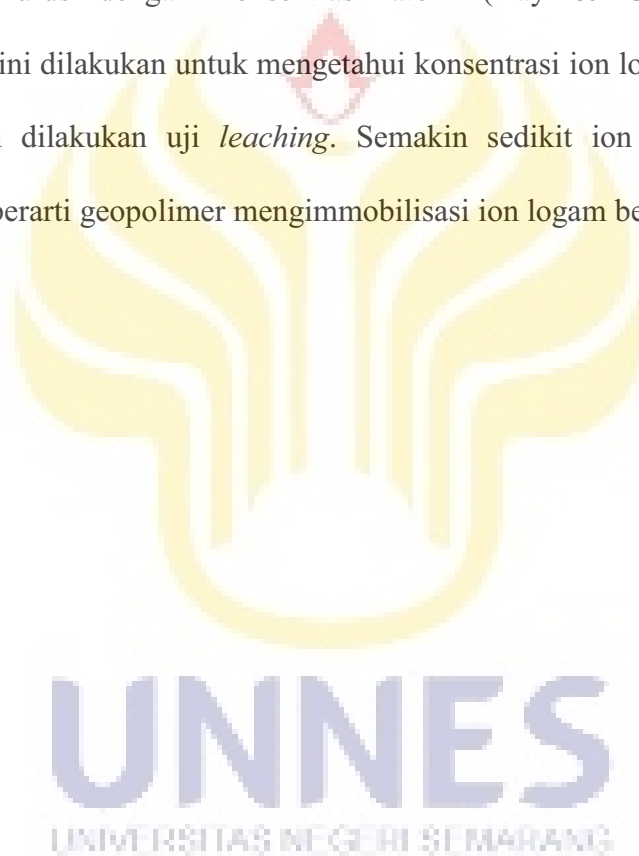 dengan
ini dilakukan untuk mengetahui konsentrasi ion lo
dilakukan uji leaching. Semakin sedikit ion
berarti geopolimer mengimmobilisasi ion logam be
UNNES
UNIVERSITAS NEGERI SEMARANG